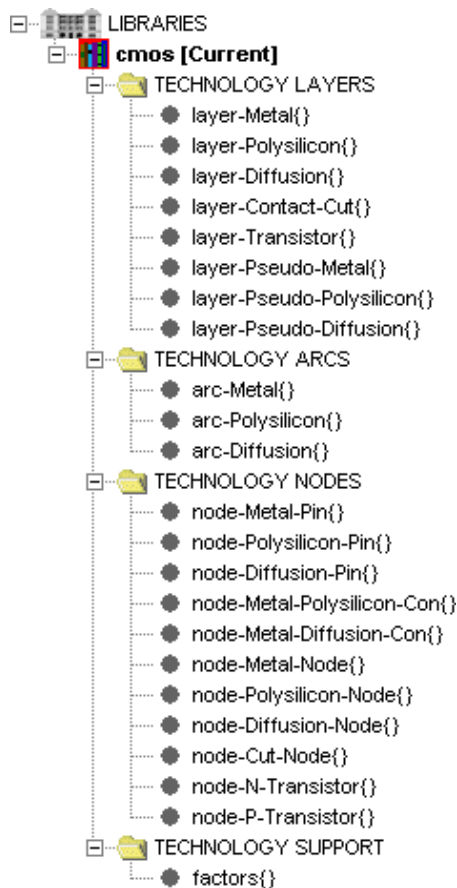 LIBRARIES
cmos [Current]
TECHNOLOGY LAYERS
layer-Metal{}
layer-Polysilicon{}
layer-Diffusion{}
layer-Contact-Cut{}
layer-Transistor{}
layer-Pseudo-Metal{}
layer-Pseudo-Polysilicon{}
layer-Pseudo-Diffusion{}
TECHNOLOGY ARCS
arc-Metal{}
arc-Polysilicon{}
arc-Diffusion{}
TECHNOLOGY NODES
node-Metal-Pin{}
node-Polysilicon-Pin{}
node-Diffusion-Pin{}
node-Metal-Polysilicon-Con{}
node-Metal-Diffusion-Con{}
node-Metal-Node{}
node-Polysilicon-Node{}
node-Diffusion-Node{}
node-Cut-Node{}
node-N-Transistor{}
node-P-Transistor{}
TECHNOLOGY SUPPORT
factors{}